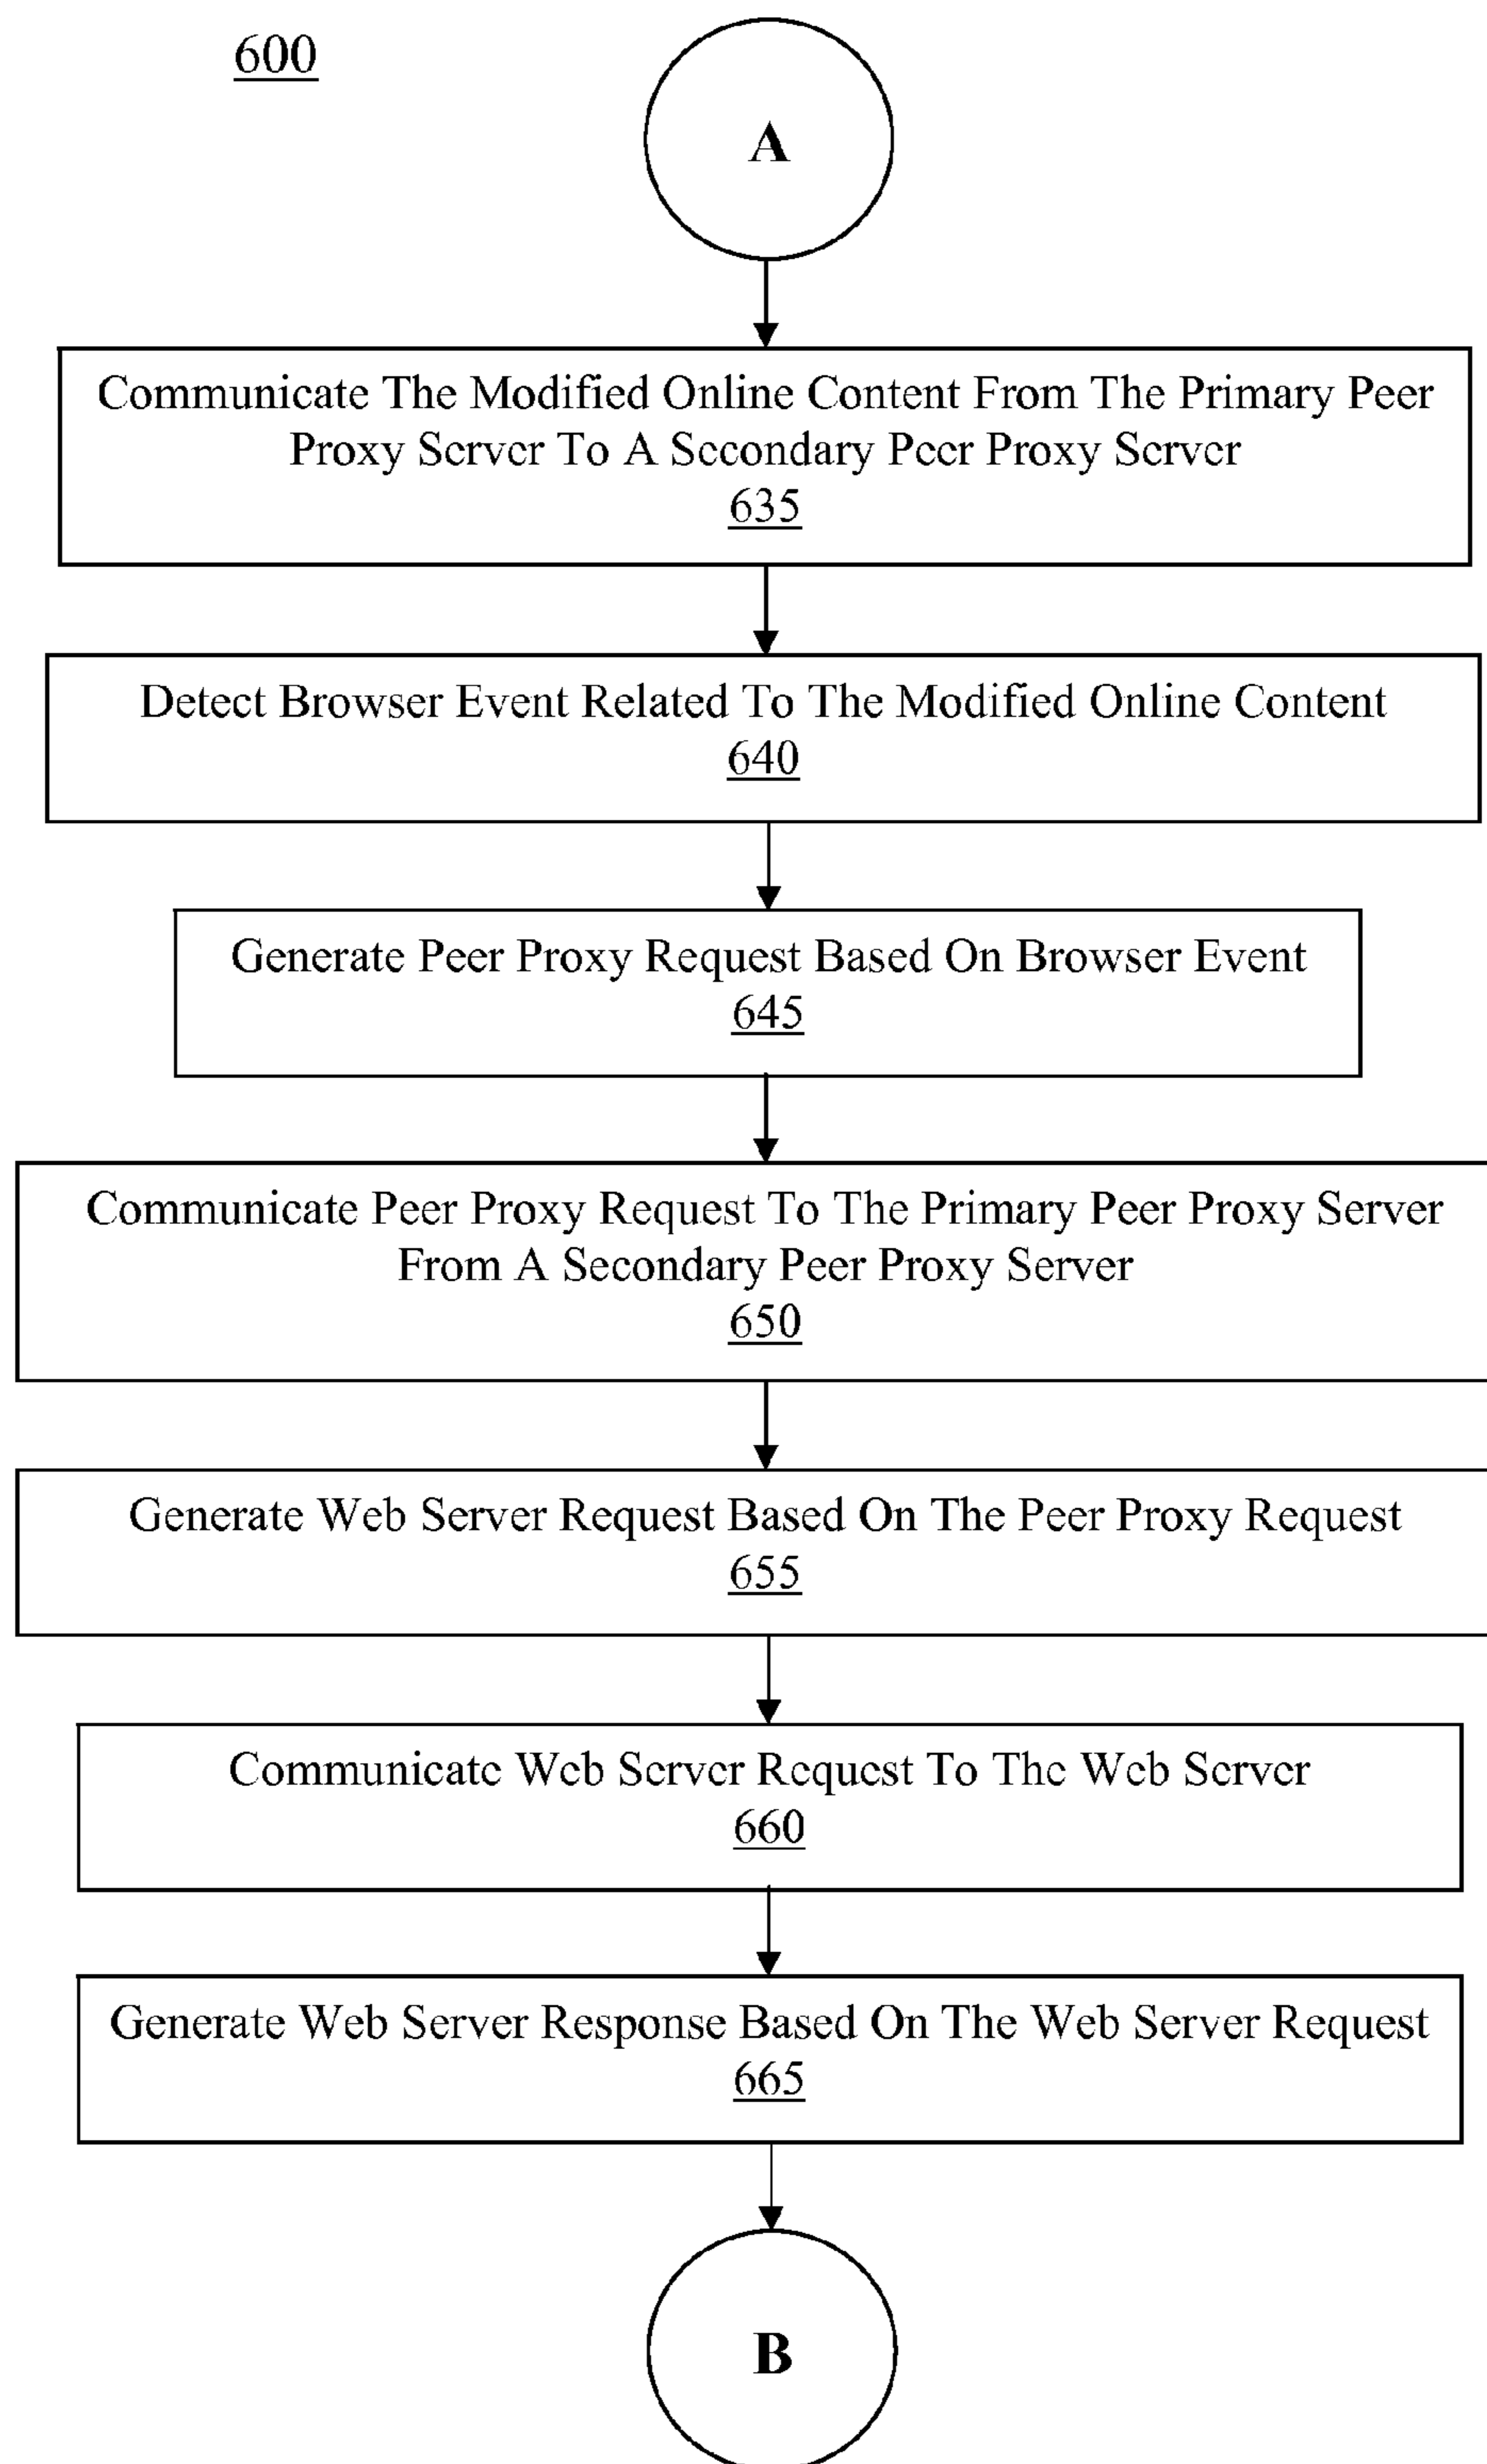 600
A
Communicate The Modified Online Content From The Primary Peer
Proxy Server To A Secondary Peer Proxy Server
635
Detect Browser Event Related To The Modified Online Content
640
Generate Peer Proxy Request Based On Browser Event
645
Communicate Peer Proxy Request To The Primary Peer Proxy Server
From A Secondary Peer Proxy Server
650
Generate Web Server Request Based On The Peer Proxy Request
655
Communicate Web Server Request To The Web Server
660
Generate Web Server Response Based On The Web Server Request
665
B